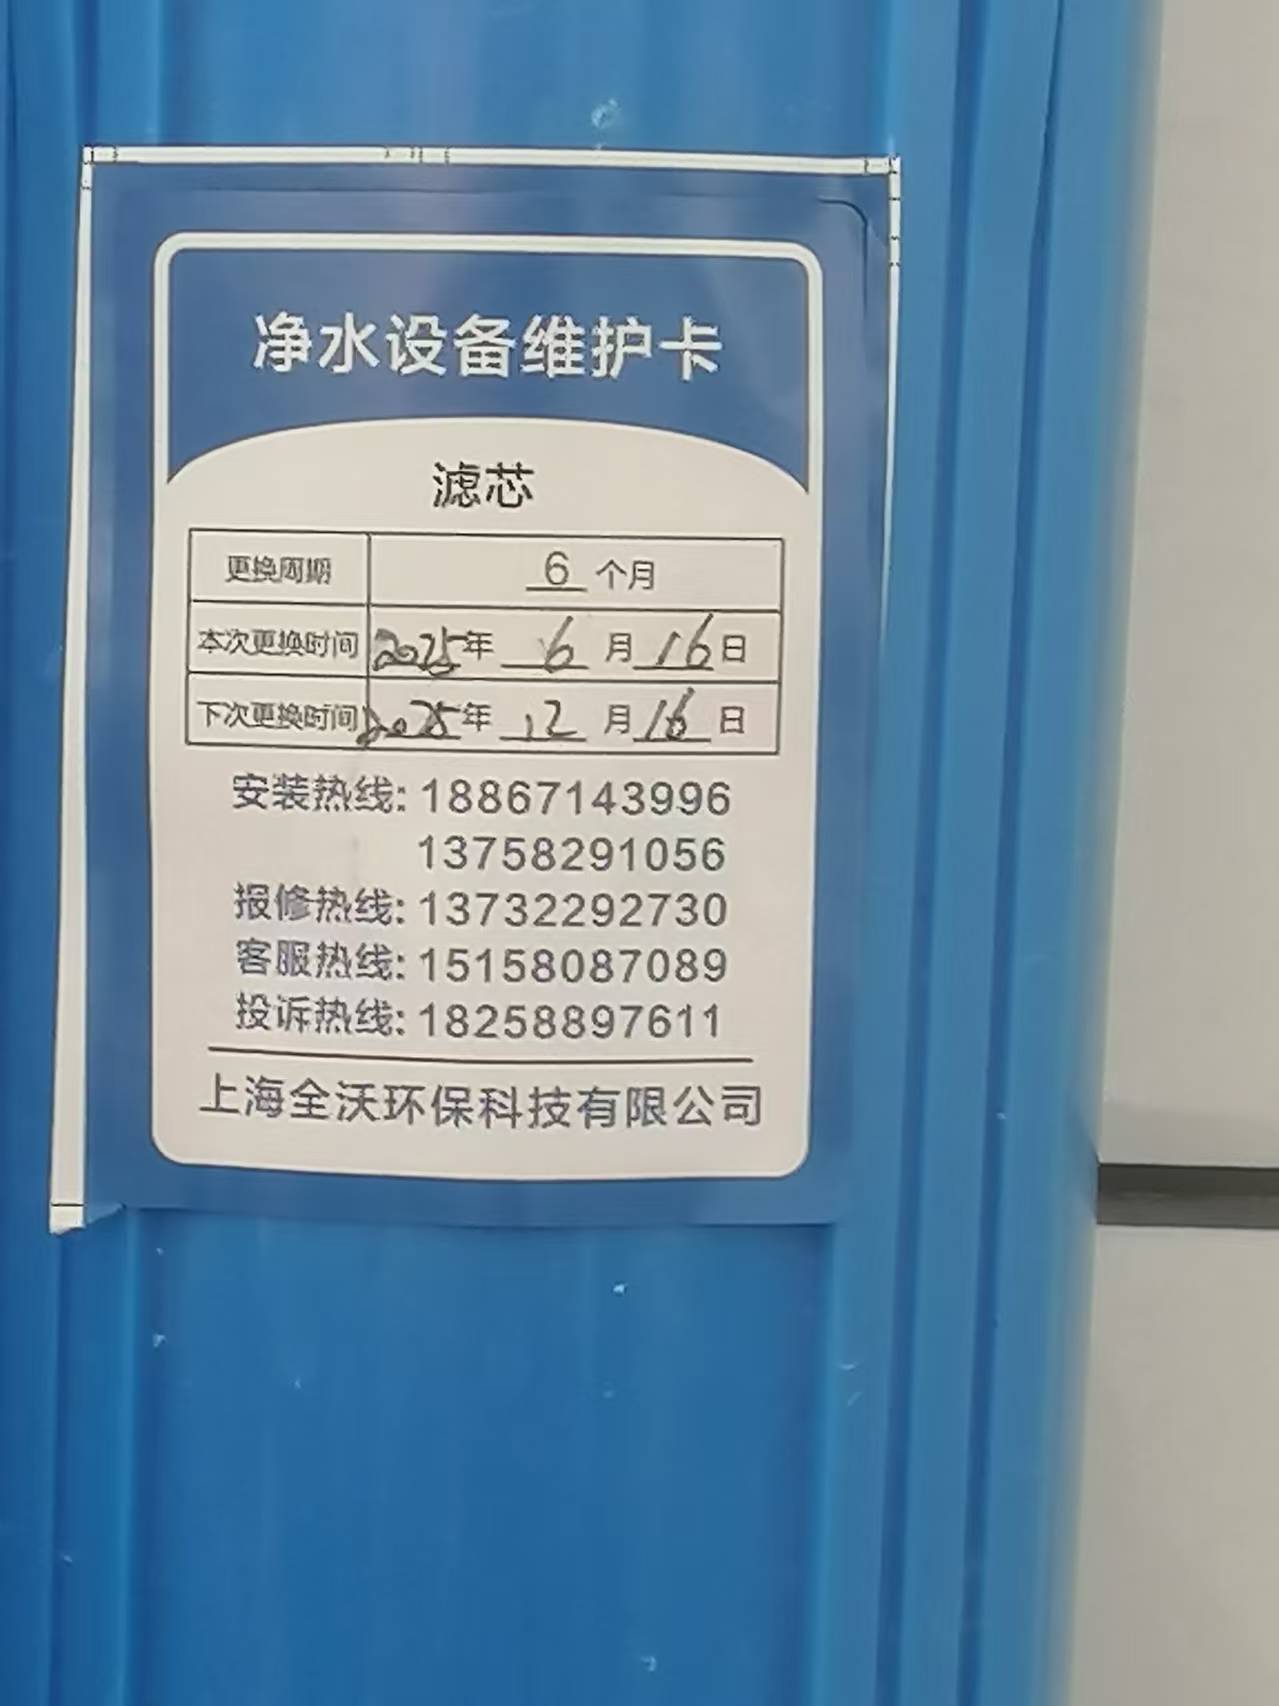 净水设备维护卡
滤芯
更换周期 6 个月
本次更换时间 2025年 6 月 16 日
下次更换时间 2025年 12 月 16 日
安装热线: 18867143996
13758291056
报修热线: 13732292730
客服热线: 15158087089
投诉热线: 18258897611
上海全沃环保科技有限公司